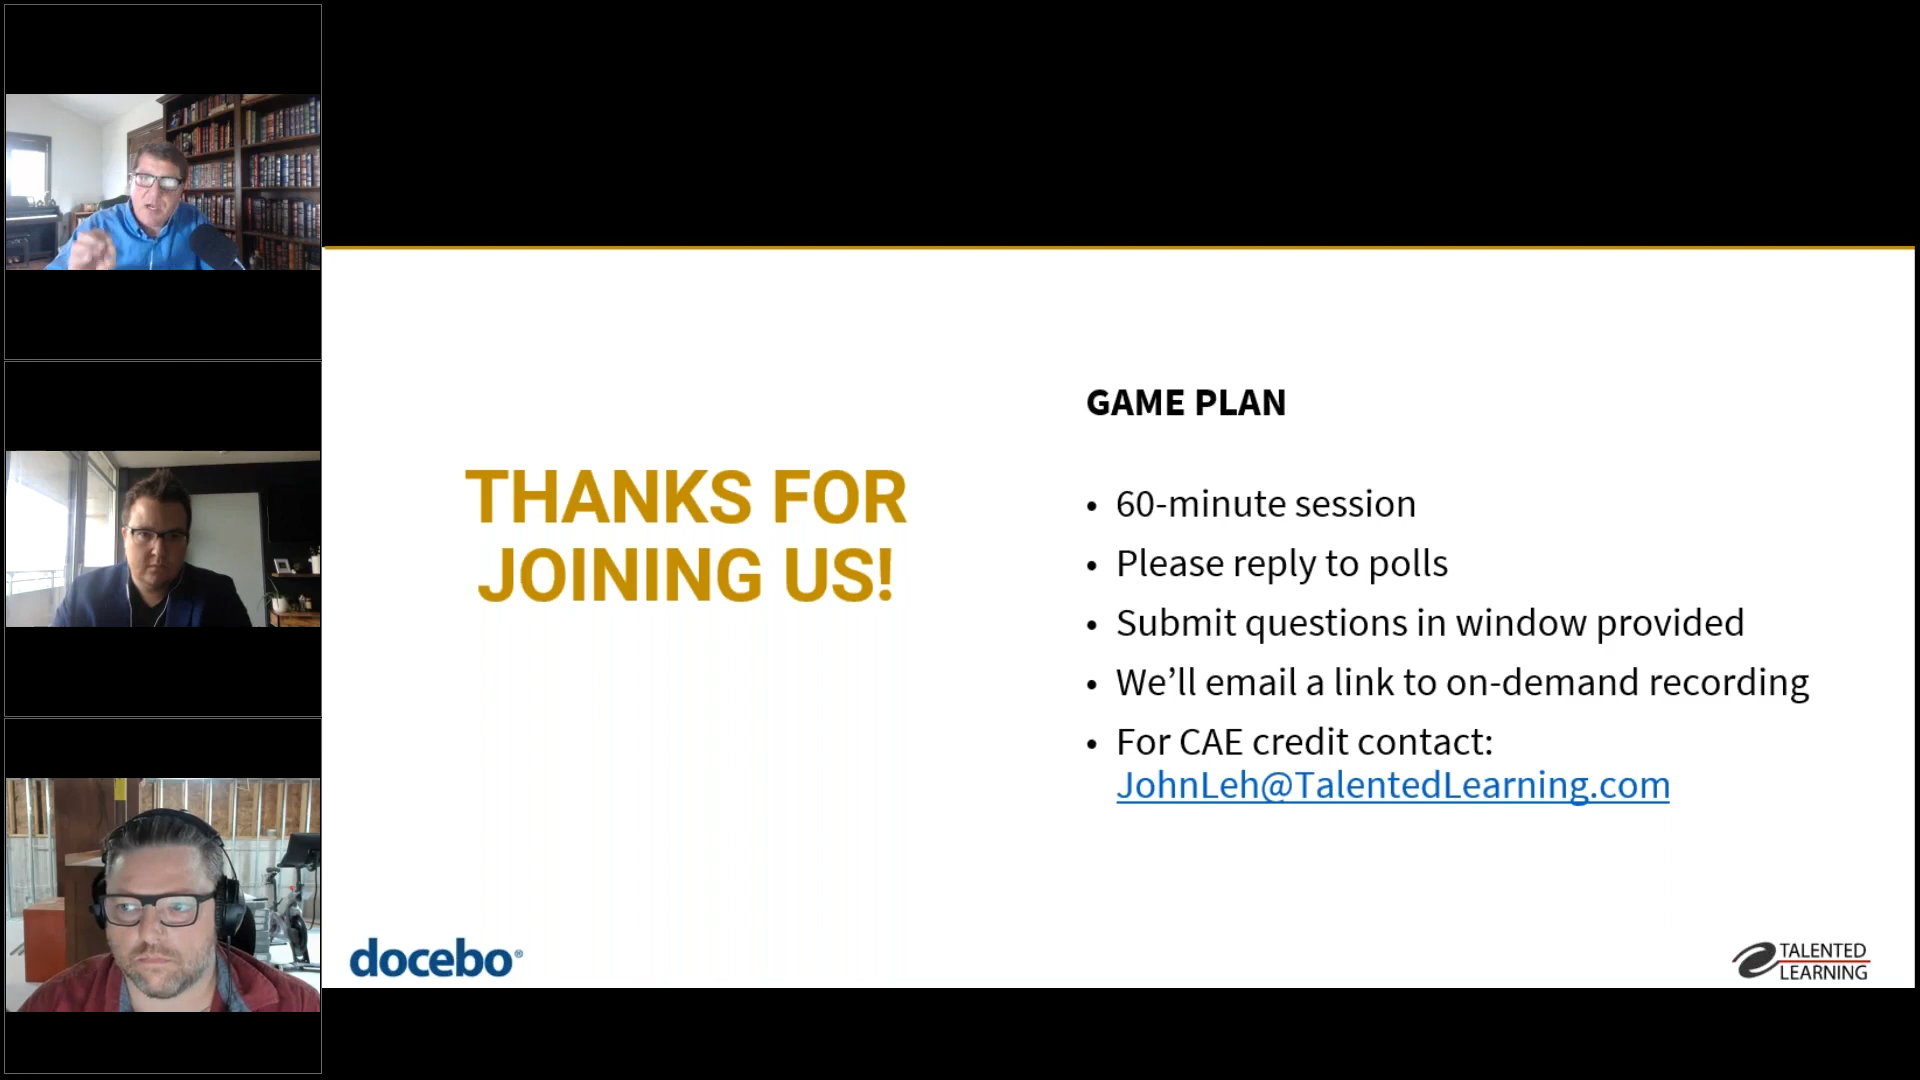 THANKS FOR
JOINING US!
GAME PLAN
• 60-minute session
• Please reply to polls
• Submit questions in window provided
• We’ll email a link to on-demand recording
• For CAE credit contact:
JohnLeh@TalentedLearning.com
docebo®
TALENTED
LEARNING